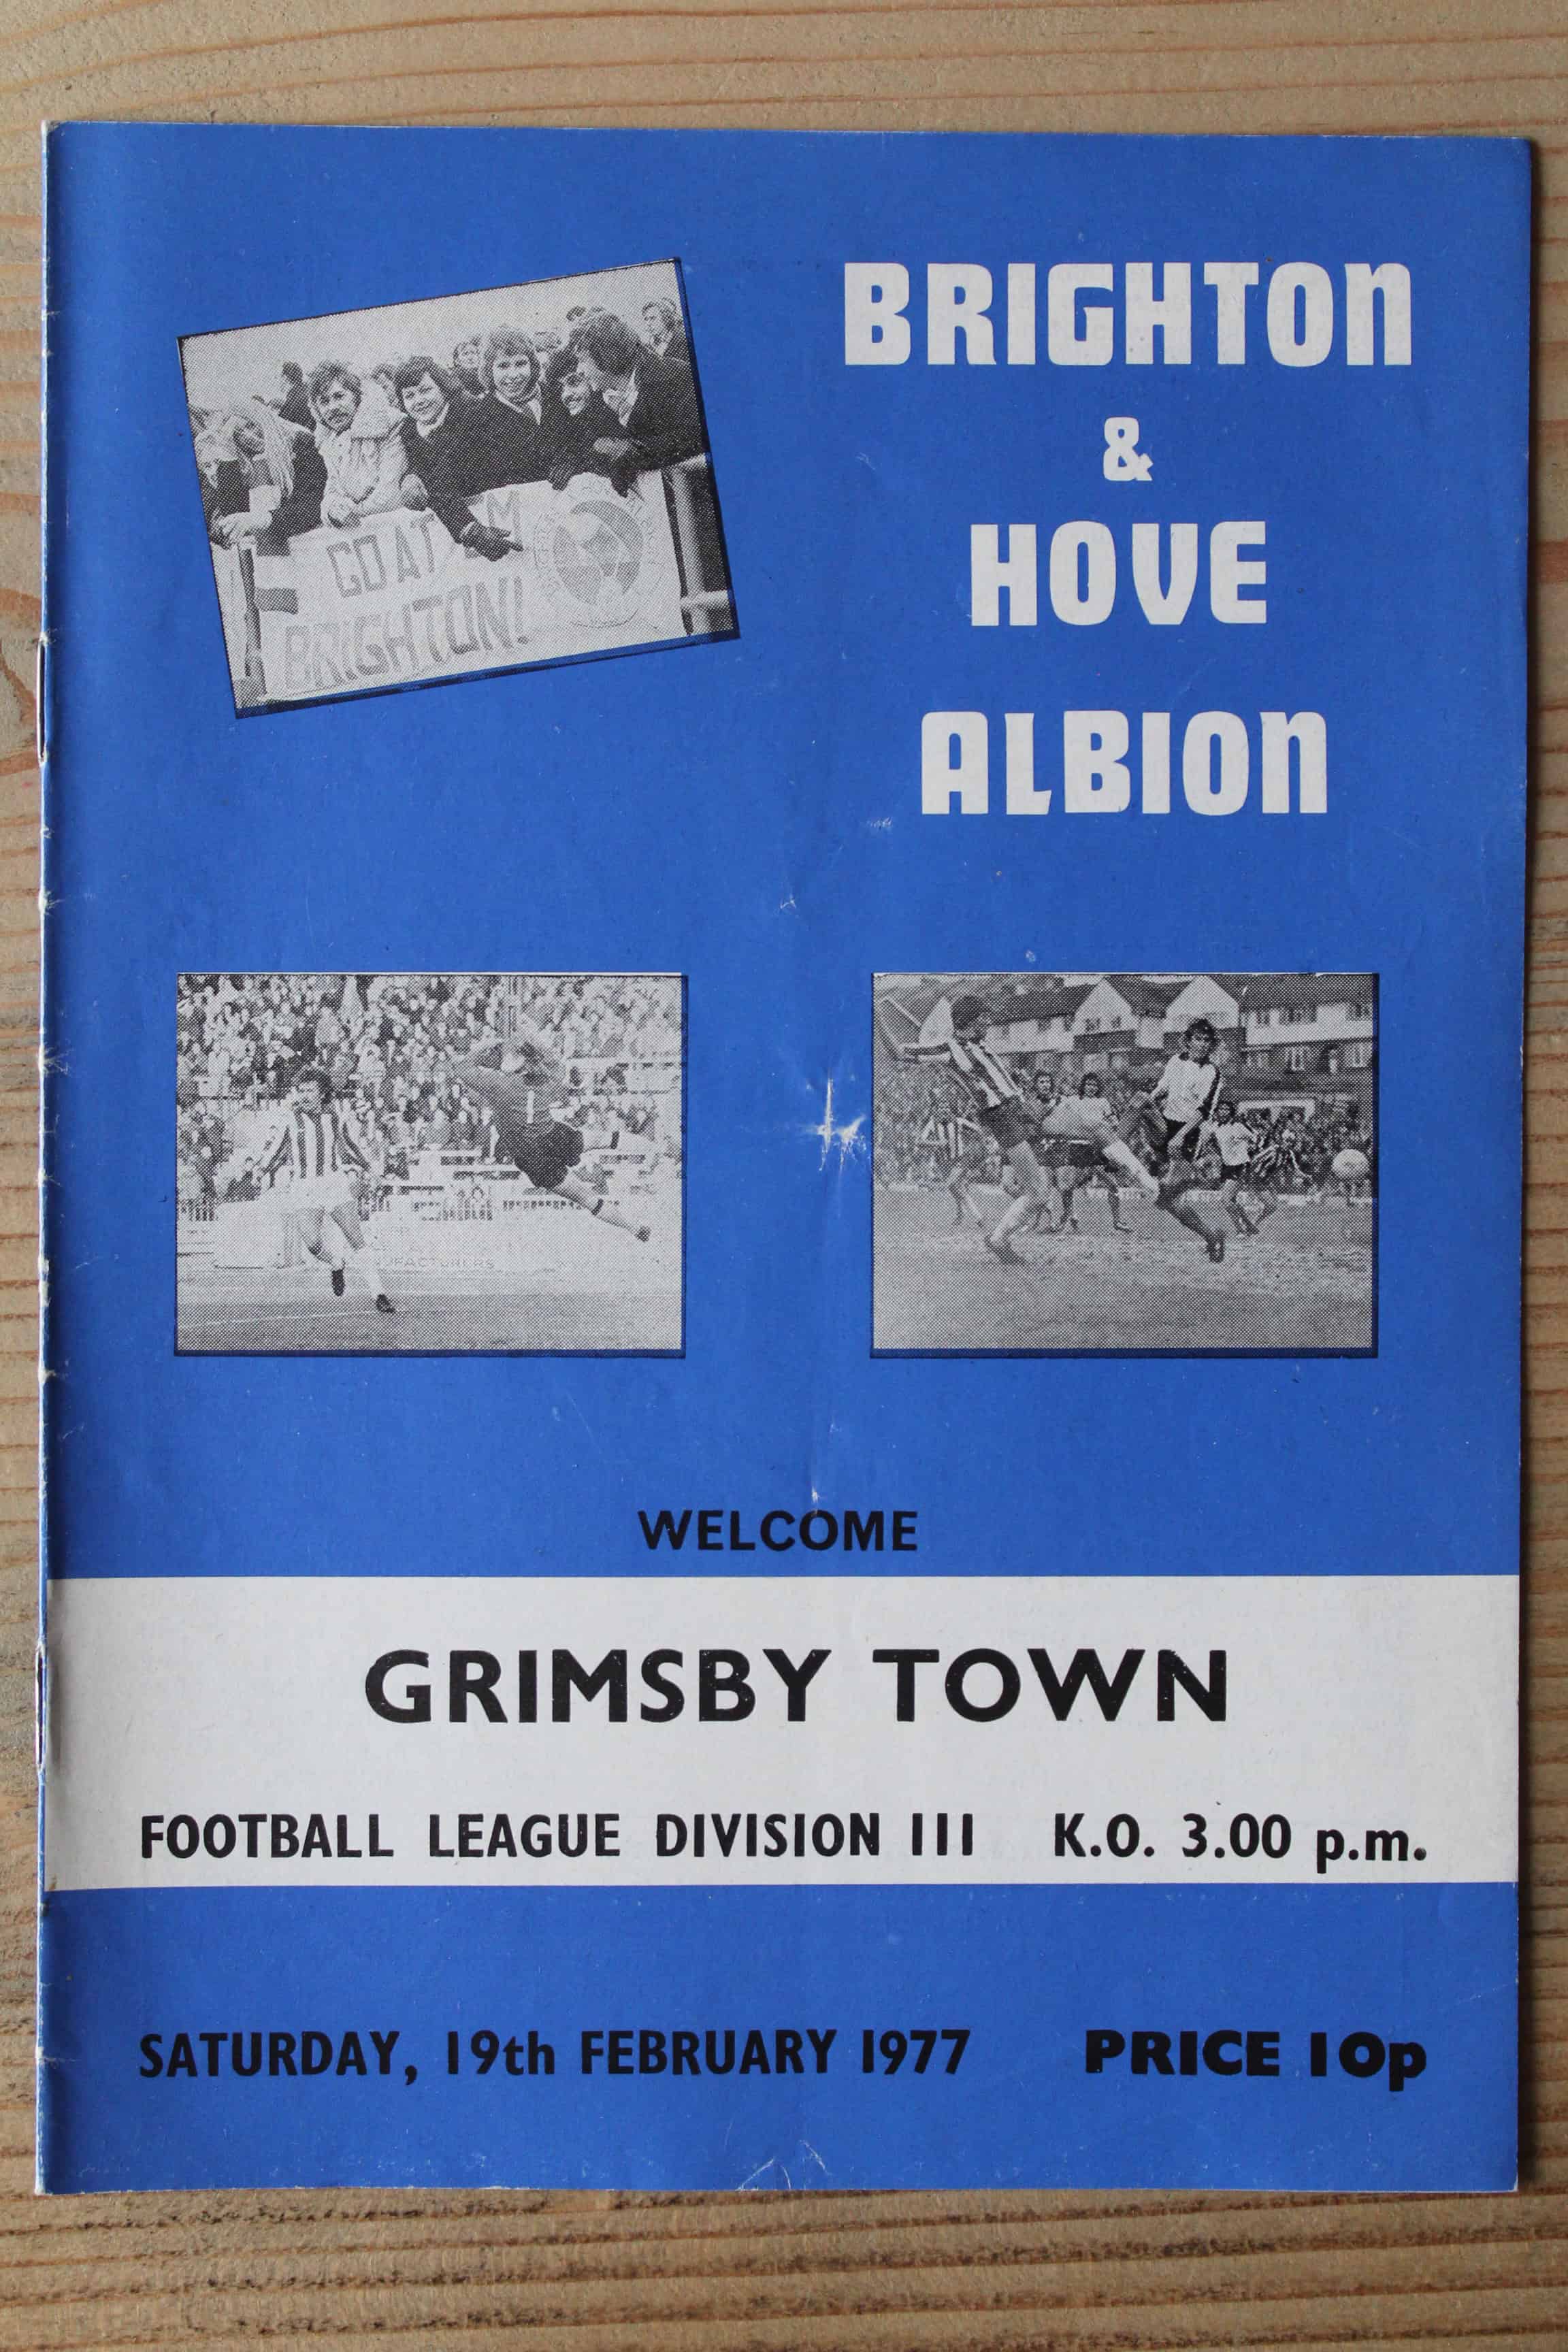 BRIGHTON
&
HOVE
ALBION
GO AT
BRIGHTON!
UFACTURERS
WELCOME
GRIMSBY TOWN
FOOTBALL LEAGUE DIVISION III K.O. 3.00 p.m.
SATURDAY, 19th FEBRUARY 1977 PRICE 10p